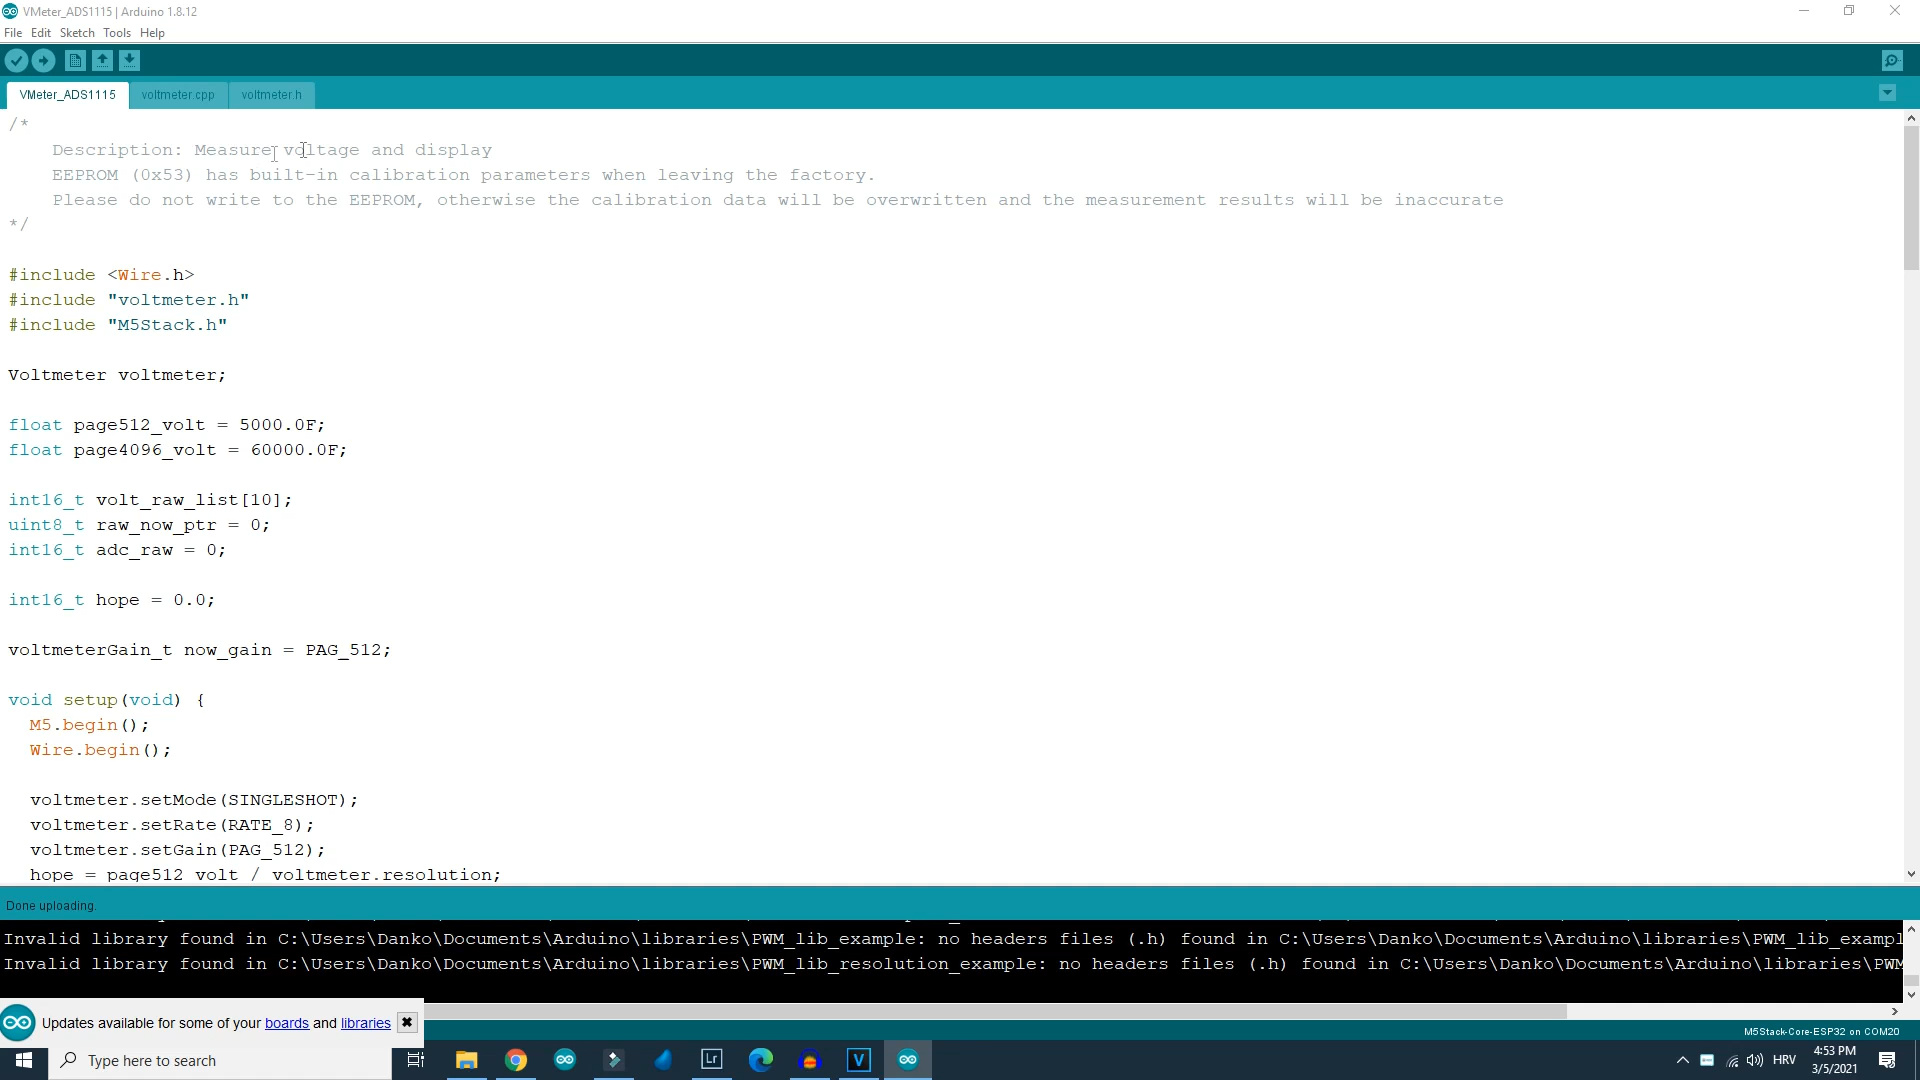 VMeter_ADS1115 | Arduino 1.8.12
File Edit Sketch Tools Help
VMeter_ADS1115 voltmeter.cpp voltmeter.h
/*
Description: Measure voltage and display
EEPROM (0x53) has built-in calibration parameters when leaving the factory.
Please do not write to the EEPROM, otherwise the calibration data will be overwritten and the measurement results will be inaccurate
*/
#include <Wire.h>
#include "voltmeter.h"
#include "M5Stack.h"
Voltmeter voltmeter;
float page512_volt = 5000.0F;
float page4096_volt = 60000.0F;
int16_t volt_raw_list[10];
uint8_t raw_now_ptr = 0;
int16_t adc_raw = 0;
int16_t hope = 0.0;
voltmeterGain_t now_gain = PAG_512;
void setup(void) {
M5.begin();
Wire.begin();
voltmeter.setMode(SINGLESHOT);
voltmeter.setRate(RATE_8);
voltmeter.setGain(PAG_512);
hope = page512_volt / voltmeter.resolution;
Done uploading.
Invalid library found in C:\Users\Danko\Documents\Arduino\libraries\PWM_lib_example: no headers files (.h) found in C:\Users\Danko\Documents\Arduino\libraries\PWM_lib_exampl
Invalid library found in C:\Users\Danko\Documents\Arduino\libraries\PWM_lib_resolution_example: no headers files (.h) found in C:\Users\Danko\Documents\Arduino\libraries\PWM
Updates available for some of your boards and libraries
M5Stack-Core-ESP32 on COM20
Type here to search
Lr
V
HRV
4:53 PM
3/5/2021